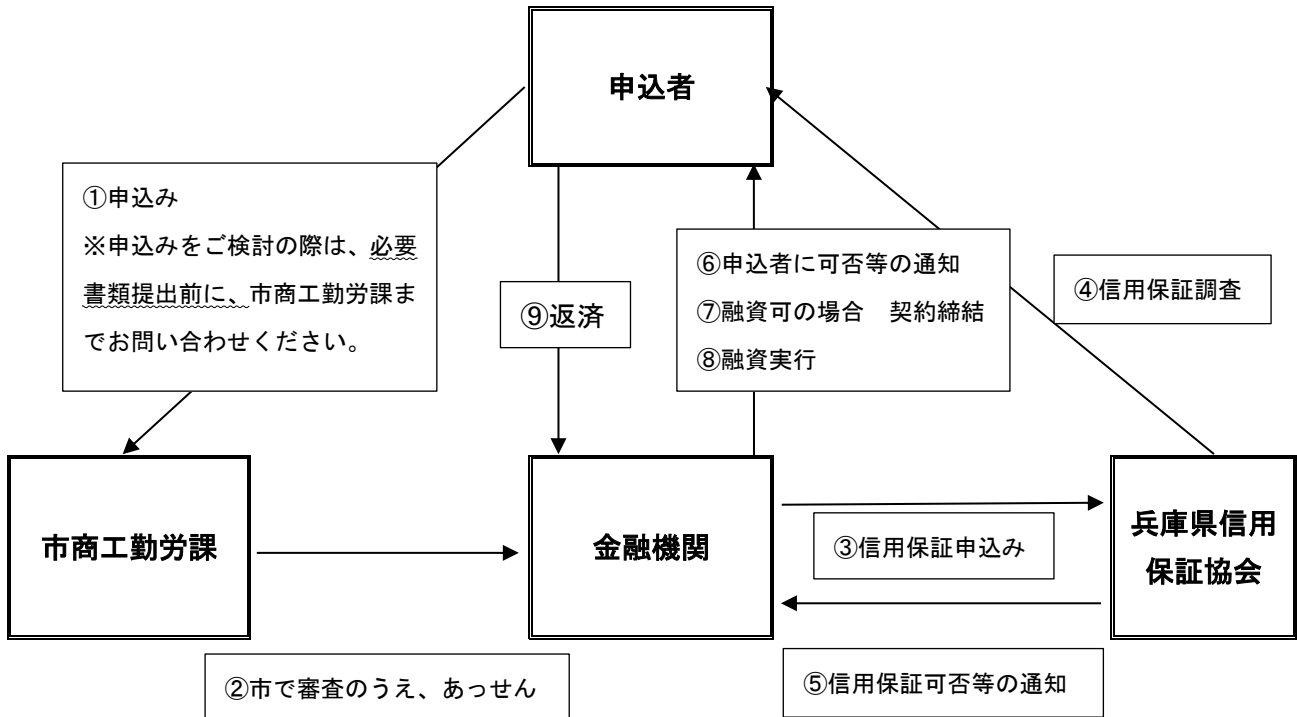 申込者
①申込み
※申込みをご検討の際は、必要
書類提出前に、市商工勤労課ま
でお問い合わせください。
⑨返済
⑥申込者に可否等の通知
⑦融資可の場合　契約締結
⑧融資実行
④信用保証調査
市商工勤労課
金融機関
③信用保証申込み
兵庫県信用
保証協会
②市で審査のうえ、あっせん
⑤信用保証可否等の通知